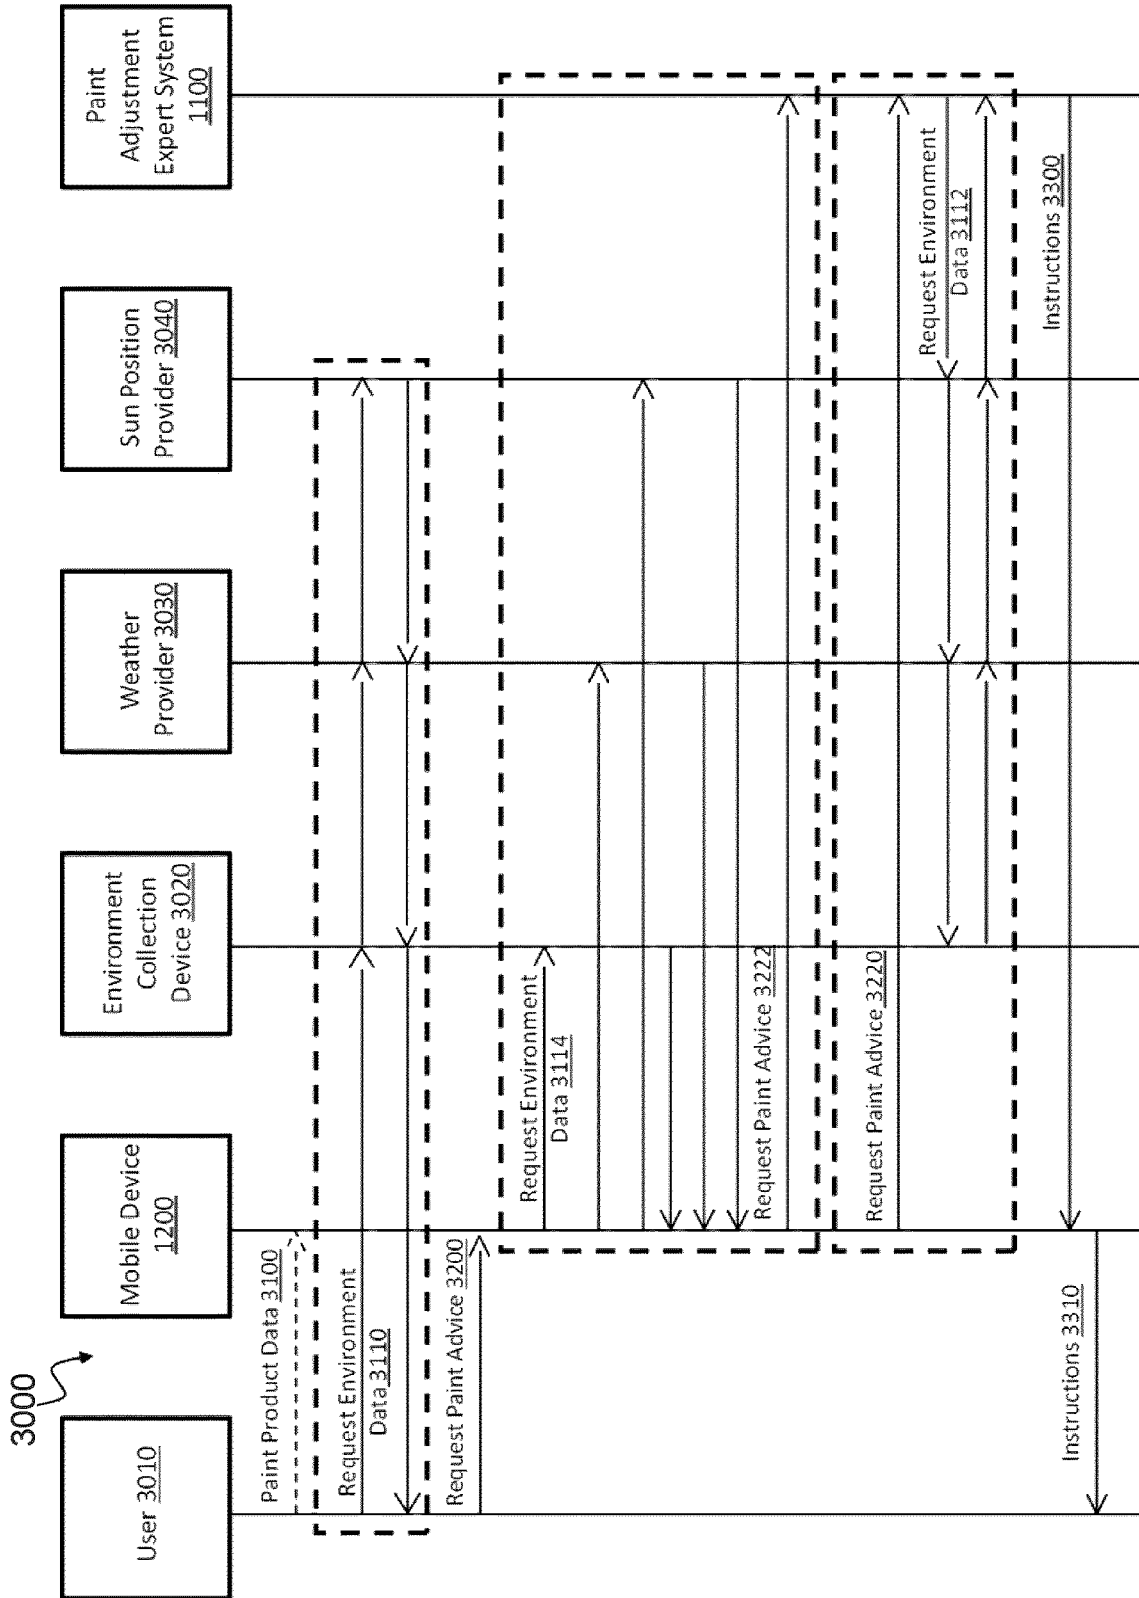 3000
User 3010
Mobile Device
1200
Environment
Collection
Device 3020
Weather
Provider 3030
Sun Position
Provider 3040
Paint
Adjustment
Expert System
1100
Paint Product Data 3100
Request Environment
Data 3110
Request Paint Advice 3200
Request Environment
Data 3114
Request Paint Advice 3222
Request Paint Advice 3220
Request Environment
Data 3112
Instructions 3300
Instructions 3310